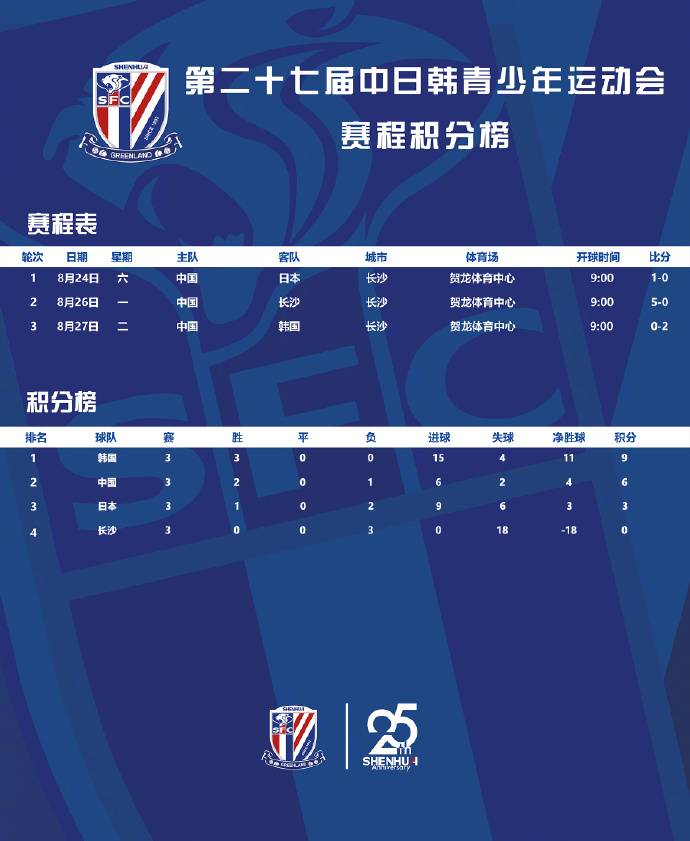 SHENHUA
SFC
SINCE 1993
GREENLAND
第二十七届中日韩青少年运动会
赛程积分榜
赛程表
轮次 日期 星期 主队 客队 城市 体育场 开球时间 比分
1 8月24日 六 中国 日本 长沙 贺龙体育中心 9:00 1-0
2 8月26日 一 中国 长沙 长沙 贺龙体育中心 9:00 5-0
3 8月27日 二 中国 韩国 长沙 贺龙体育中心 9:00 0-2
SFC
积分榜
排名 球队 赛 胜 平 负 进球 失球 净胜球 积分
1 韩国 3 3 0 0 15 4 11 9
2 中国 3 2 0 1 6 2 4 6
3 日本 3 1 0 2 9 6 3 3
4 长沙 3 0 0 3 0 18 -18 0
SHENHUA
SFC
GREENLAND
25th
SHENHUA
Anniversary